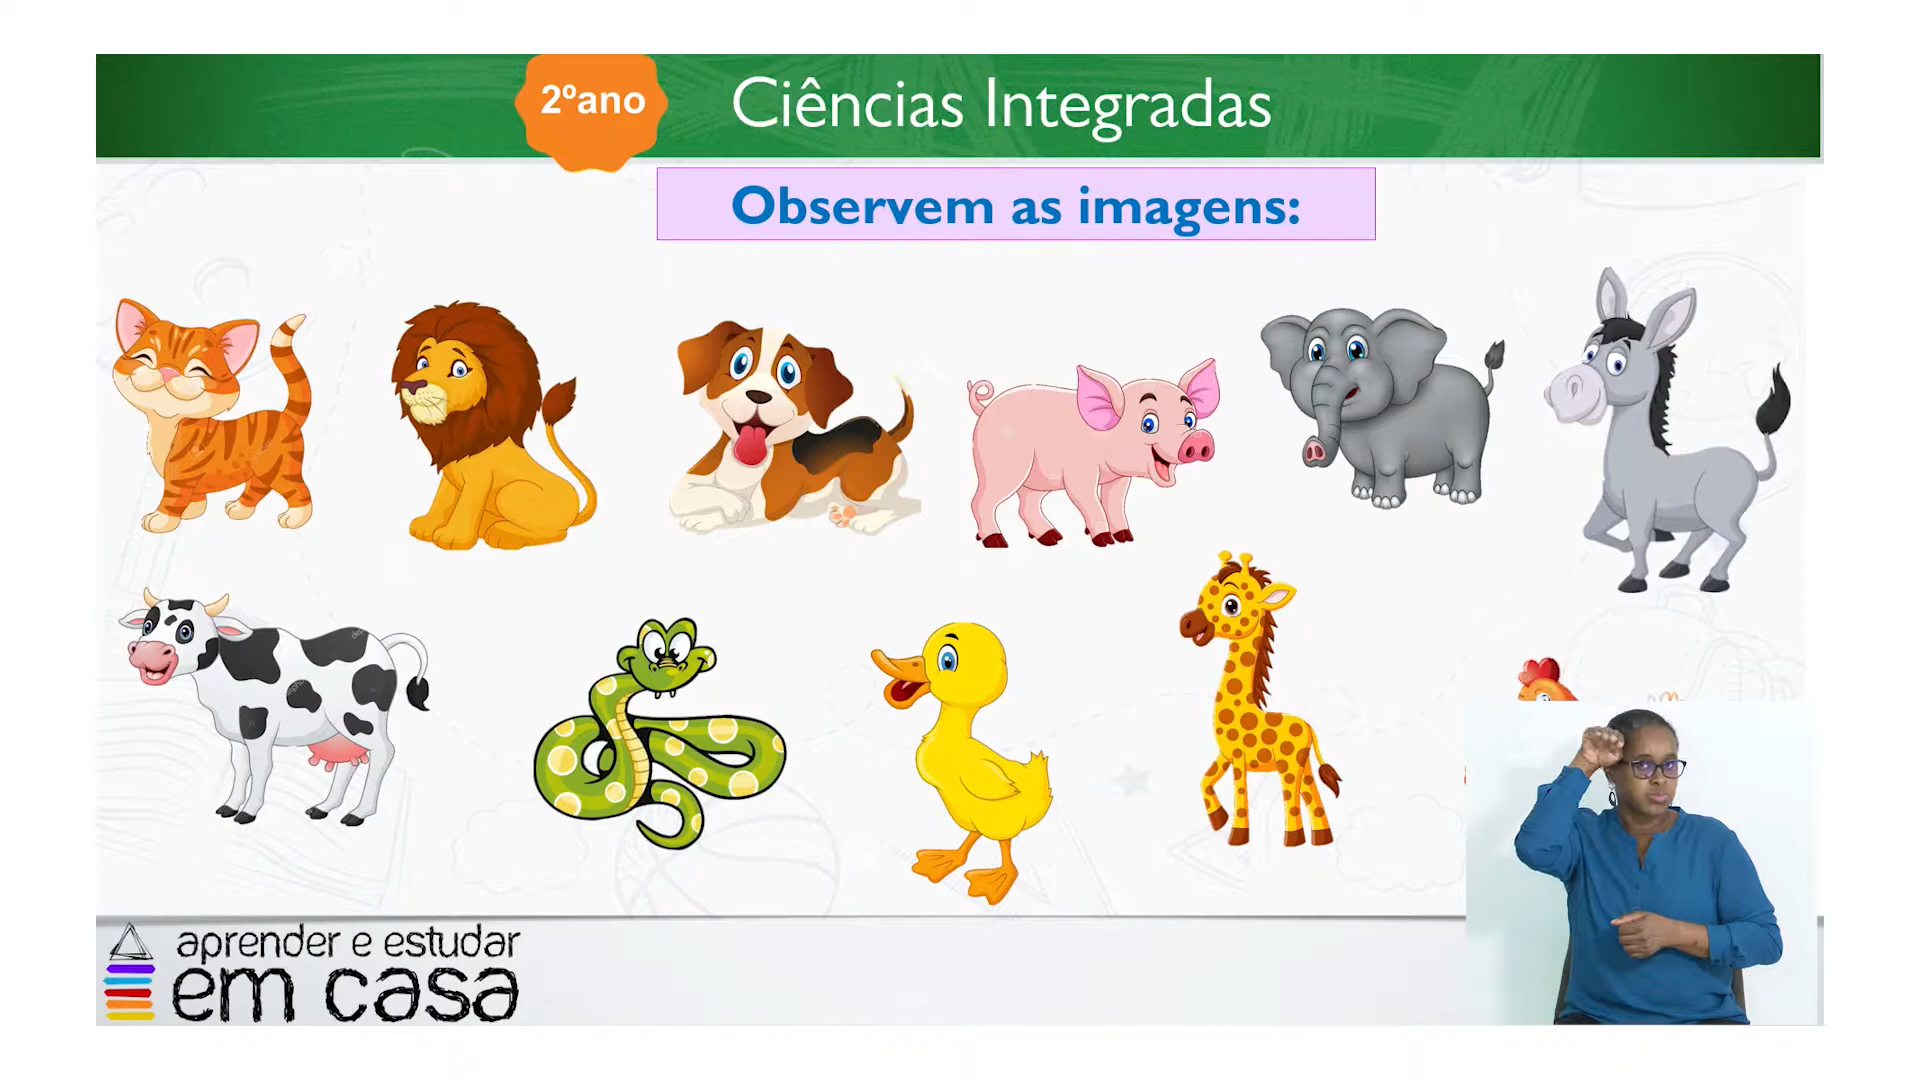 2ºano
Ciências Integradas
Observem as imagens:
aprender e estudar
em casa